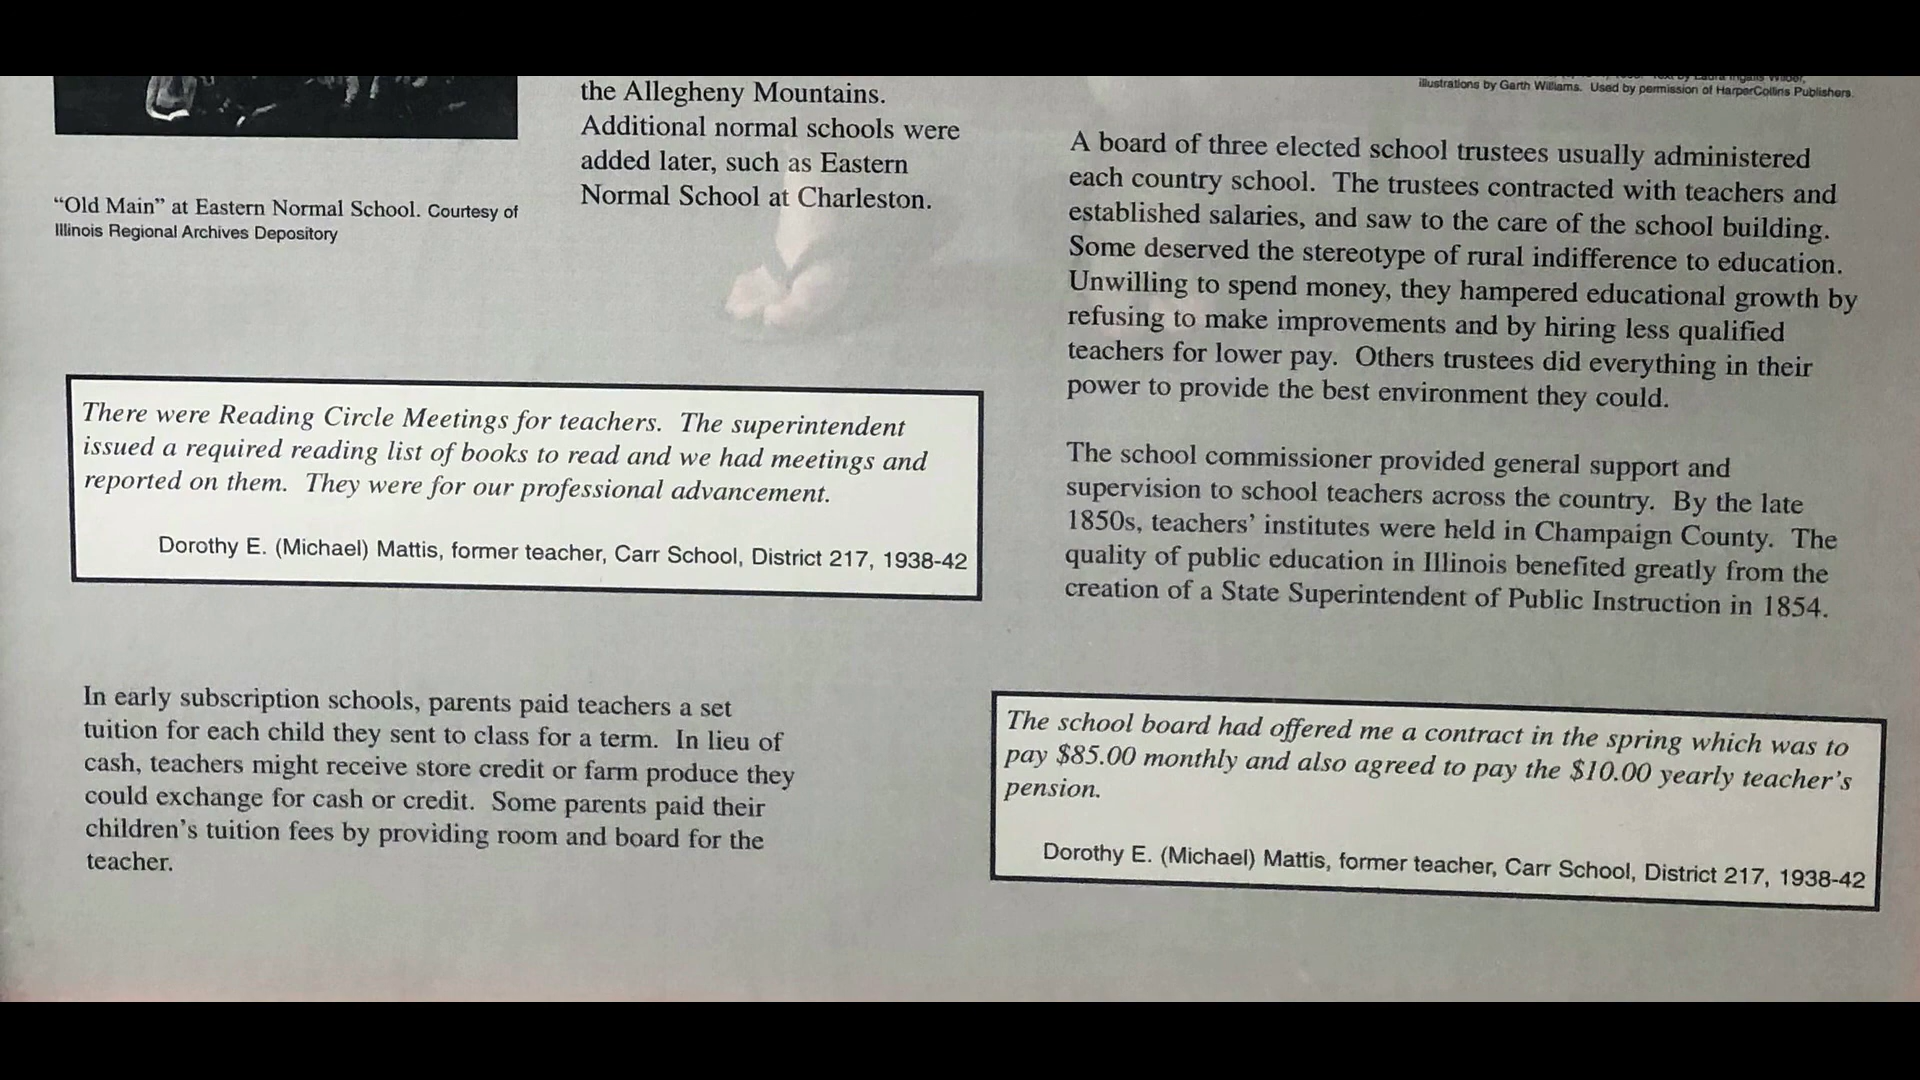 "Old Main" at Eastern Normal School. Courtesy of
Illinois Regional Archives Depository
the Allegheny Mountains.
Additional normal schools were
added later, such as Eastern
Normal School at Charleston.
Text by Laura Ingalls Wilder,
illustrations by Garth Williams. Used by permission of HarperCollins Publishers.
A board of three elected school trustees usually administered
each country school. The trustees contracted with teachers and
established salaries, and saw to the care of the school building.
Some deserved the stereotype of rural indifference to education.
Unwilling to spend money, they hampered educational growth by
refusing to make improvements and by hiring less qualified
teachers for lower pay. Others trustees did everything in their
power to provide the best environment they could.
There were Reading Circle Meetings for teachers. The superintendent
issued a required reading list of books to read and we had meetings and
reported on them. They were for our professional advancement.
Dorothy E. (Michael) Mattis, former teacher, Carr School, District 217, 1938-42
The school commissioner provided general support and
supervision to school teachers across the country. By the late
1850s, teachers' institutes were held in Champaign County. The
quality of public education in Illinois benefited greatly from the
creation of a State Superintendent of Public Instruction in 1854.
In early subscription schools, parents paid teachers a set
tuition for each child they sent to class for a term. In lieu of
cash, teachers might receive store credit or farm produce they
could exchange for cash or credit. Some parents paid their
children's tuition fees by providing room and board for the
teacher.
The school board had offered me a contract in the spring which was to
pay $85.00 monthly and also agreed to pay the $10.00 yearly teacher's
pension.
Dorothy E. (Michael) Mattis, former teacher, Carr School, District 217, 1938-42